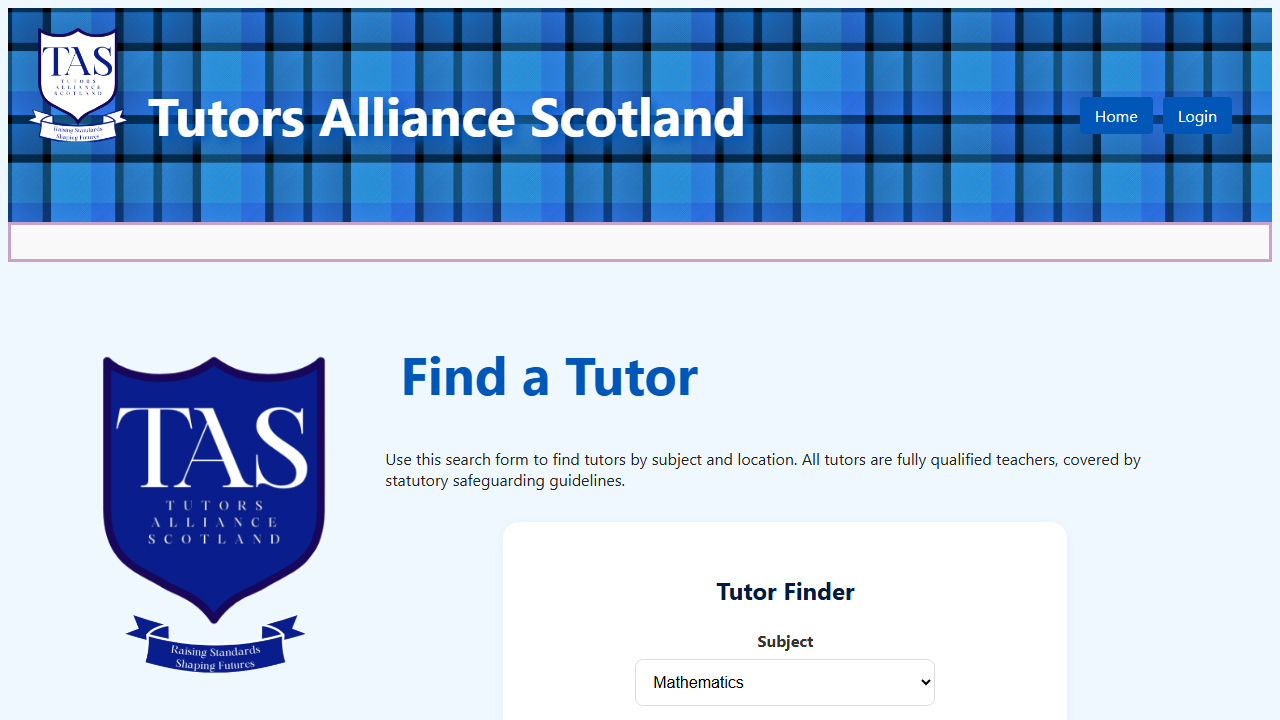 TAS
TUTORS
ALLIANCE
SCOTLAND
Raising Standards
Shaping Futures
Tutors Alliance Scotland
Home
Login
TAS
TUTORS
ALLIANCE
SCOTLAND
Raising Standards
Shaping Futures
Find a Tutor
Use this search form to find tutors by subject and location. All tutors are fully qualified teachers, covered by
statutory safeguarding guidelines.
Tutor Finder
Subject
Mathematics